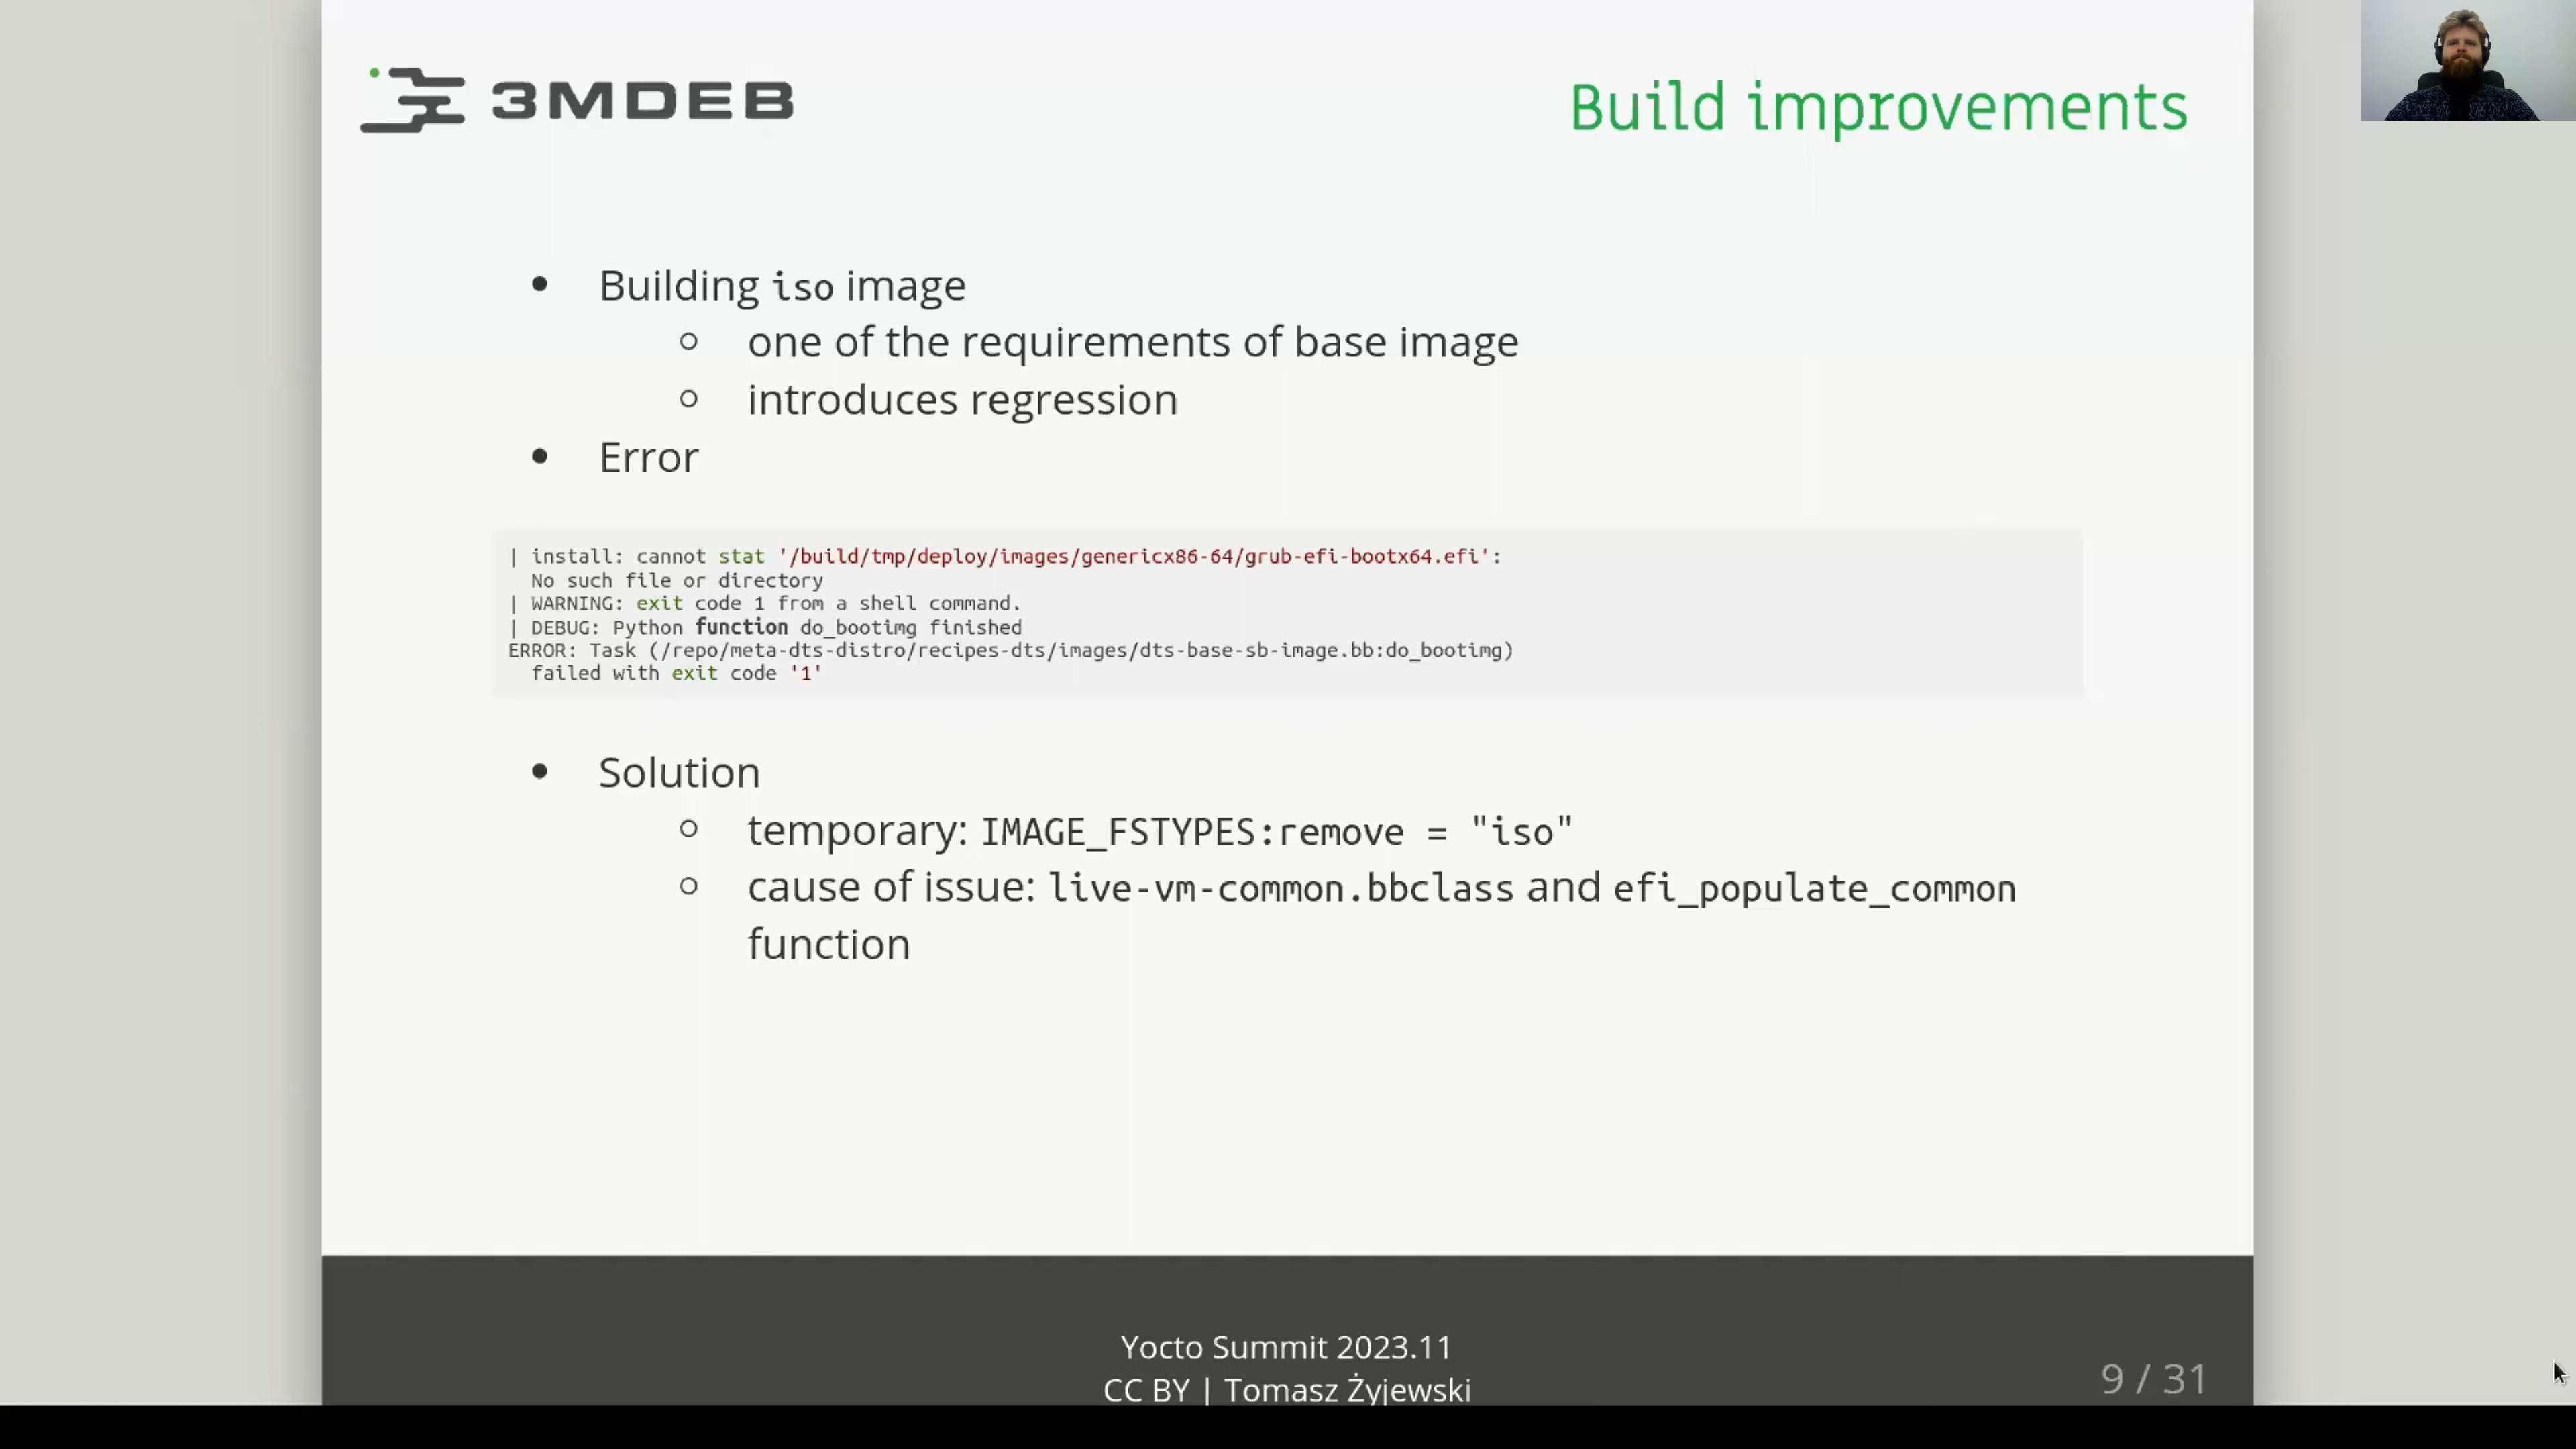 3MDEB
Build improvements
• Building iso image
○ one of the requirements of base image
○ introduces regression
• Error
| install: cannot stat '/build/tmp/deploy/images/genericx86-64/grub-efi-bootx64.efi':
No such file or directory
| WARNING: exit code 1 from a shell command.
| DEBUG: Python function do_bootimg finished
ERROR: Task (/repo/meta-dts-distro/recipes-dts/images/dts-base-sb-image.bb:do_bootimg)
failed with exit code '1'
• Solution
○ temporary: IMAGE_FSTYPES:remove = "iso"
○ cause of issue: live-vm-common.bbclass and efi_populate_common
function
Yocto Summit 2023.11
CC BY | Tomasz Żyjewski
9 / 31